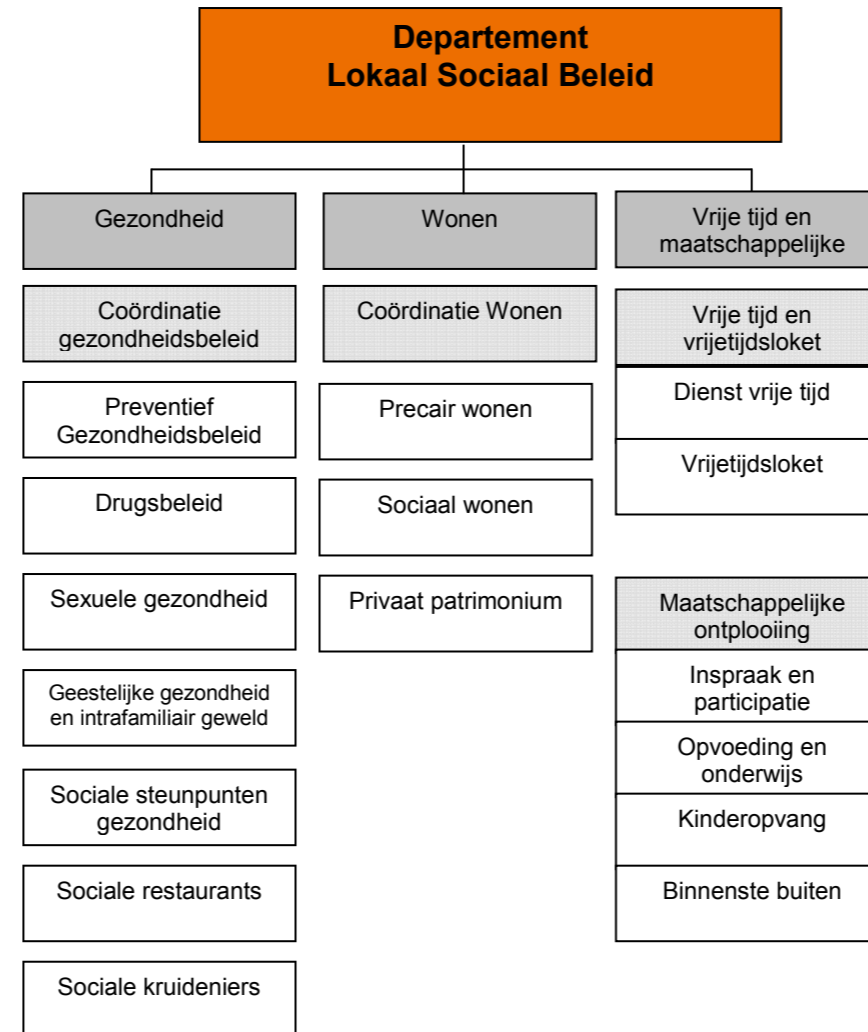 Departement
Lokaal Sociaal Beleid
Gezondheid
Coördinatie
gezondheidsbeleid
Preventief
Gezondheidsbeleid
Drugsbeleid
Sexuele gezondheid
Geestelijke gezondheid
en intrafamiliair geweld
Sociale steunpunten
gezondheid
Sociale restaurants
Sociale kruideniers
Wonen
Coördinatie Wonen
Precair wonen
Sociaal wonen
Privaat patrimonium
Vrije tijd en
maatschappelijke
Vrije tijd en
vrijetijdsloket
Dienst vrije tijd
Vrijetijdsloket
Maatschappelijke
ontplooiing
Inspraak en
participatie
Opvoeding en
onderwijs
Kinderopvang
Binnenste buiten